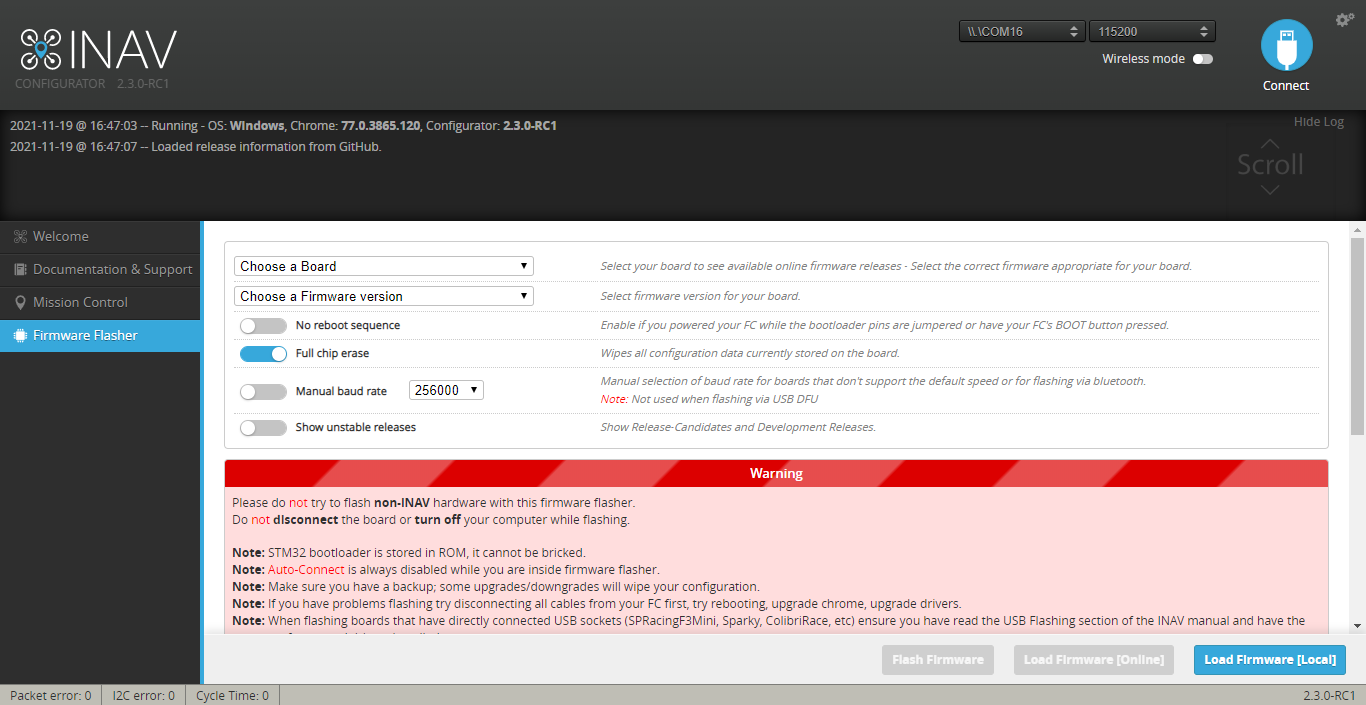 INAV
CONFIGURATOR 2.3.0-RC1
\\.\COM16
115200
Wireless mode
Connect
2021-11-19 @ 16:47:03 -- Running - OS: Windows, Chrome: 77.0.3865.120, Configurator: 2.3.0-RC1
2021-11-19 @ 16:47:07 -- Loaded release information from GitHub.
Hide Log
Scroll
Welcome
Documentation & Support
Mission Control
Firmware Flasher
Choose a Board
Select your board to see available online firmware releases - Select the correct firmware appropriate for your board.
Choose a Firmware version
Select firmware version for your board.
No reboot sequence
Enable if you powered your FC while the bootloader pins are jumpered or have your FC's BOOT button pressed.
Full chip erase
Wipes all configuration data currently stored on the board.
Manual baud rate
256000
Manual selection of baud rate for boards that don't support the default speed or for flashing via bluetooth.
Note: Not used when flashing via USB DFU
Show unstable releases
Show Release-Candidates and Development Releases.
Warning
Please do not try to flash non-INAV hardware with this firmware flasher.
Do not disconnect the board or turn off your computer while flashing.
Note: STM32 bootloader is stored in ROM, it cannot be bricked.
Note: Auto-Connect is always disabled while you are inside firmware flasher.
Note: Make sure you have a backup; some upgrades/downgrades will wipe your configuration.
Note: If you have problems flashing try disconnecting all cables from your FC first, try rebooting, upgrade chrome, upgrade drivers.
Note: When flashing boards that have directly connected USB sockets (SPRacingF3Mini, Sparky, ColibriRace, etc) ensure you have read the USB Flashing section of the INAV manual and have the
Flash Firmware
Load Firmware [Online]
Load Firmware [Local]
Packet error: 0
I2C error: 0
Cycle Time: 0
2.3.0-RC1